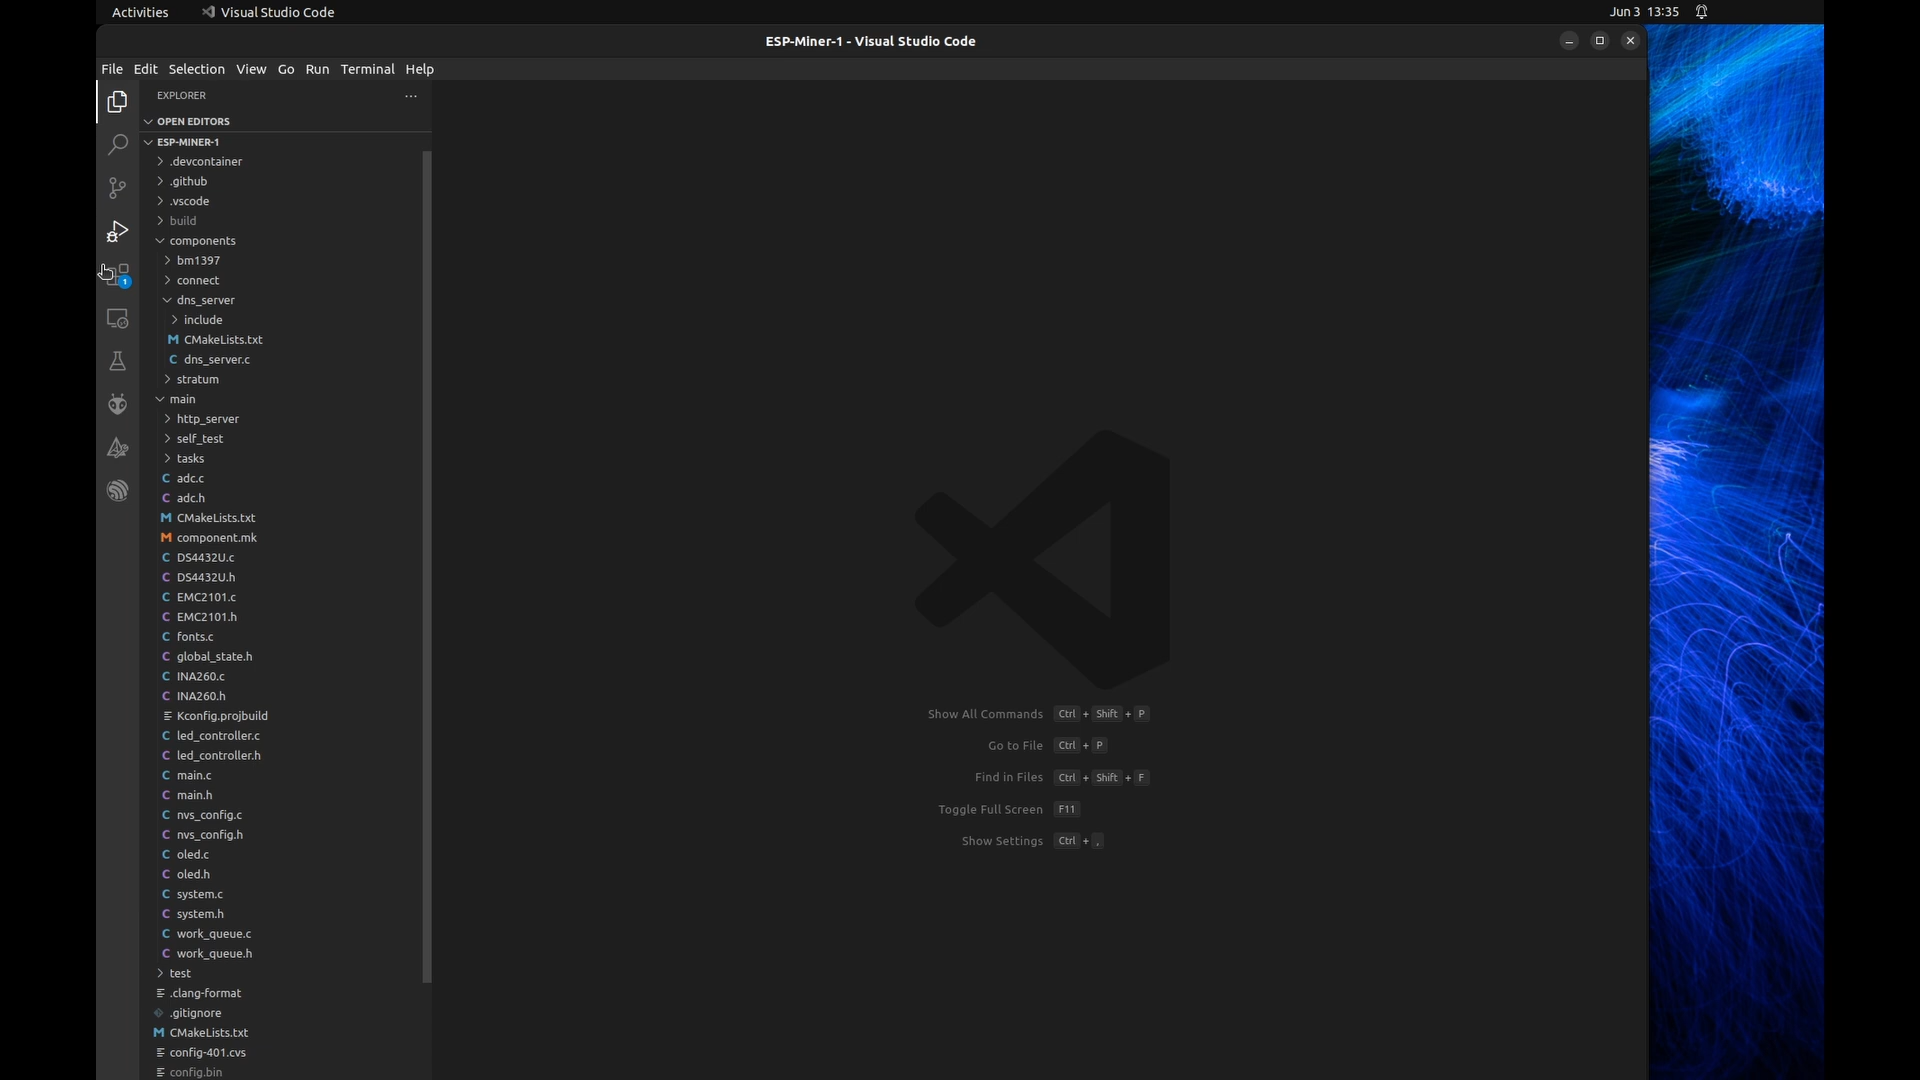 Activities
Visual Studio Code
Jun 3 13:35
ESP-Miner-1 - Visual Studio Code
File Edit Selection View Go Run Terminal Help
EXPLORER
OPEN EDITORS
ESP-MINER-1
.devcontainer
.github
.vscode
build
components
bm1397
connect
1
dns_server
include
M CMakeLists.txt
C dns_server.c
stratum
main
http_server
self_test
tasks
C adc.c
C adc.h
M CMakeLists.txt
M component.mk
C DS4432U.c
C DS4432U.h
C EMC2101.c
C EMC2101.h
C fonts.c
C global_state.h
C INA260.c
C INA260.h
Kconfig.projbuild
C led_controller.c
C led_controller.h
C main.c
C main.h
C nvs_config.c
C nvs_config.h
C oled.c
C oled.h
C system.c
C system.h
C work_queue.c
C work_queue.h
test
.clang-format
.gitignore
M CMakeLists.txt
config-401.cvs
config.bin
Show All Commands Ctrl + Shift + P
Go to File Ctrl + P
Find in Files Ctrl + Shift + F
Toggle Full Screen F11
Show Settings Ctrl + ,